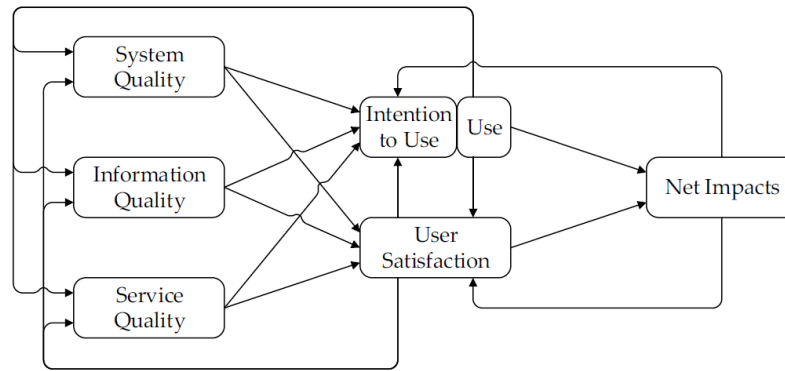 System
Quality
Intention
to Use
Use
Information
Quality
Net Impacts
User
Satisfaction
Service
Quality